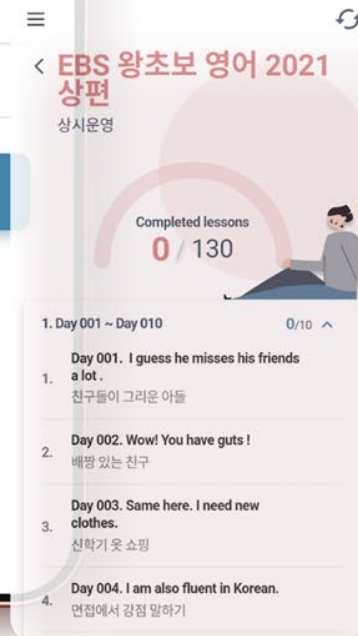 EBS 왕초보 영어 2021
상편
상시운영
Completed lessons
0 / 130
1. Day 001 ~ Day 010 0/10
1. Day 001. I guess he misses his friends
a lot .
친구들이 그리운 아들
2. Day 002. Wow! You have guts !
배짱 있는 친구
3. Day 003. Same here. I need new
clothes.
신학기 옷 쇼핑
4. Day 004. I am also fluent in Korean.
면접에서 강점 말하기